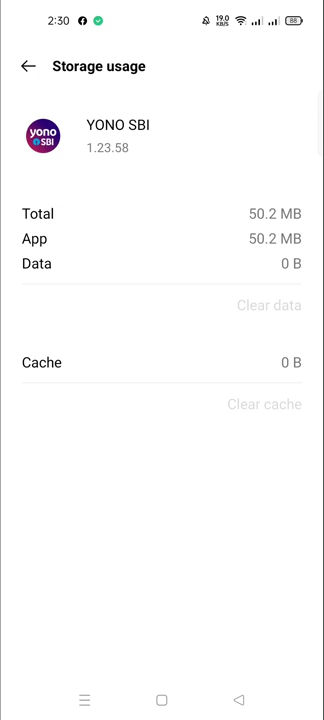 2:30
19.0
KB/S
88
Storage usage
yono
SBI
YONO SBI
1.23.58
Total 50.2 MB
App 50.2 MB
Data 0 B
Clear data
Cache 0 B
Clear cache